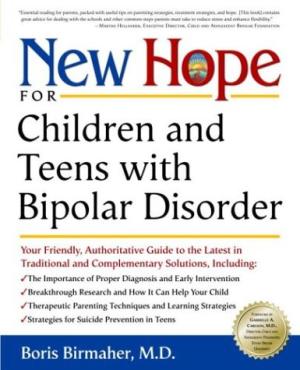 "Essential reading for parents, packed with useful tips on parenting strategies, treatment strategies, and hope. [This book] contains
great advice for dealing with the schools and other common steps parents must take to reduce stress and enhance flexibility."
—Martha Hellander, Executive Director, Child and Adolescent Bipolar Foundation
New Hope
FOR
Children and
Teens with
Bipolar Disorder
Your Friendly, Authoritative Guide to the Latest in
Traditional and Complementary Solutions, Including:
✓The Importance of Proper Diagnosis and Early Intervention
✓Breakthrough Research and How It Can Help Your Child
✓Therapeutic Parenting Techniques and Learning Strategies
✓Strategies for Suicide Prevention in Teens
Foreword by
Gabrielle A.
Carlson, M.D.,
Boris Birmaher, M.D.